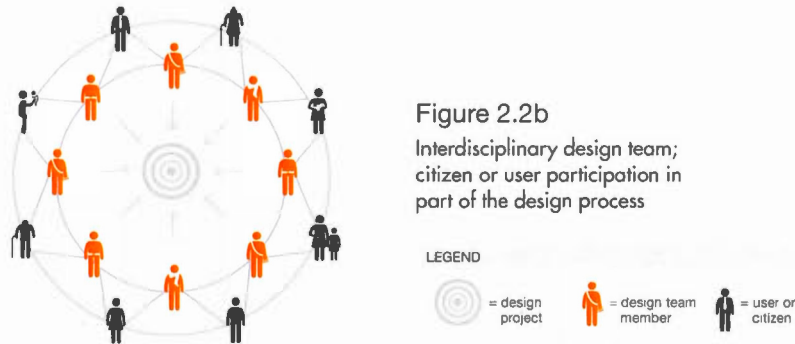 Figure 2.2b
Interdisciplinary design team;
citizen or user participation in
part of the design process
LEGEND
= design
project
= design team
member
= user or
citizen